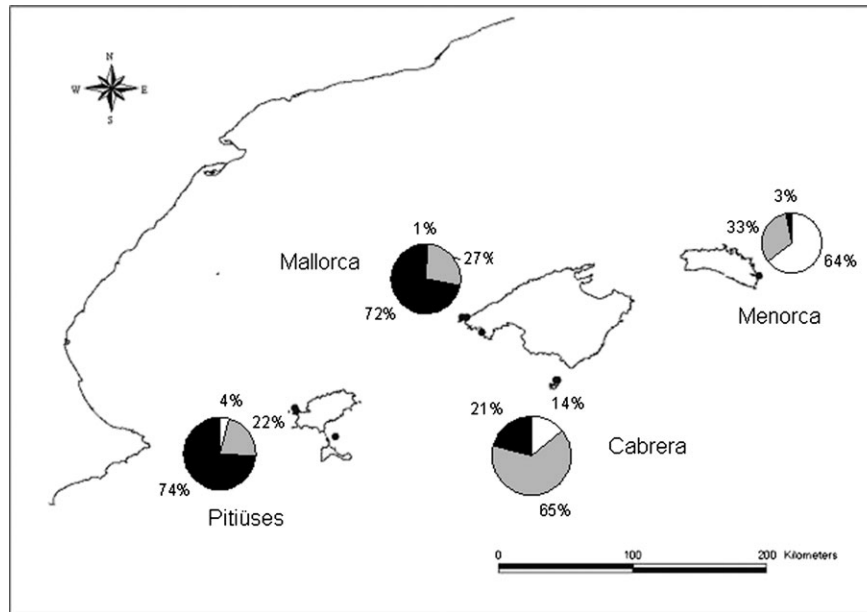 N
W E
S
3%
33%
64%
Menorca
1%
27%
Mallorca
72%
14%
21%
Cabrera
65%
4%
22%
74%
Pitiüses
0 100 200 Kilometers